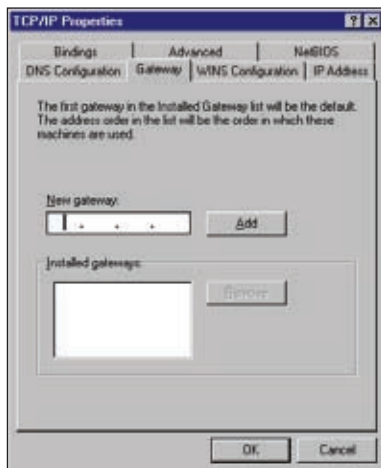 TCP/IP Properties
? X
Bindings
Advanced
NetBIOS
DNS Configuration
Gateway
WINS Configuration
IP Address
The first gateway in the Installed Gateway list will be the default.
The address order in the list will be the order in which these
machines are used.
New gateway:
. . .
Add
Installed gateways:
Remove
OK
Cancel